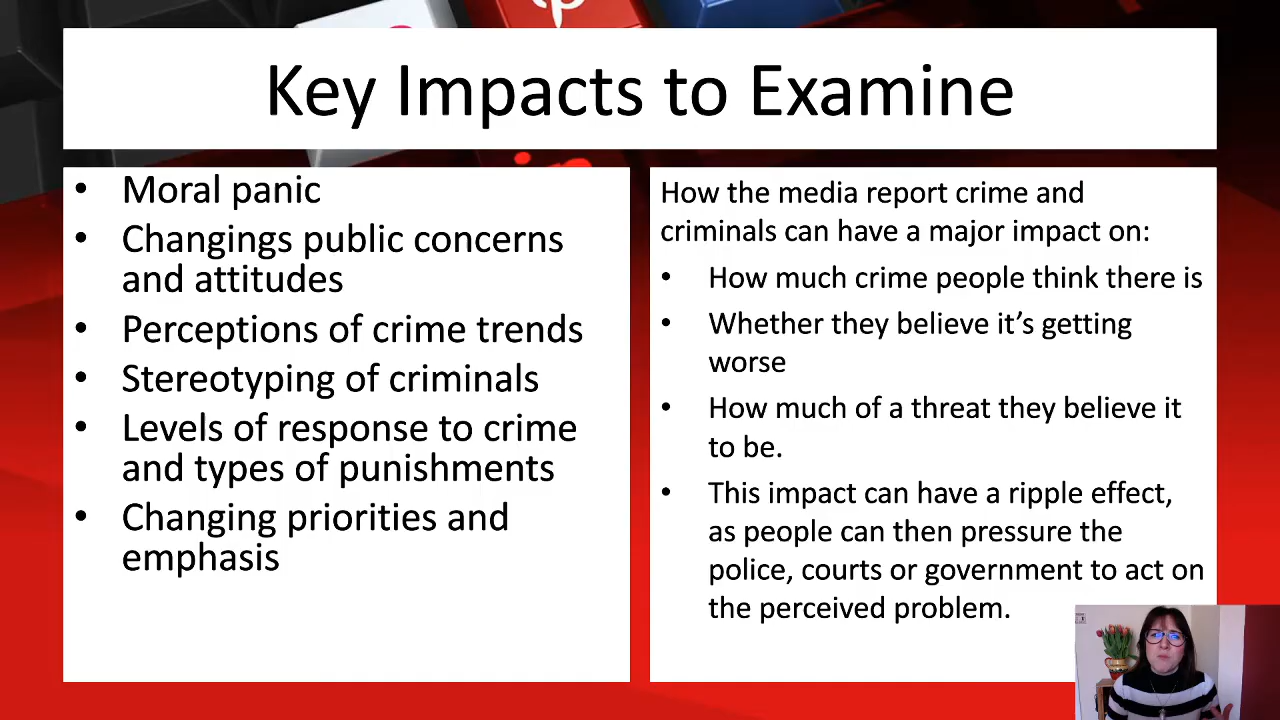 Key Impacts to Examine
• Moral panic
• Changings public concerns
and attitudes
• Perceptions of crime trends
• Stereotyping of criminals
• Levels of response to crime
and types of punishments
• Changing priorities and
emphasis
How the media report crime and
criminals can have a major impact on:
• How much crime people think there is
• Whether they believe it’s getting
worse
• How much of a threat they believe it
to be.
• This impact can have a ripple effect,
as people can then pressure the
police, courts or government to act on
the perceived problem.